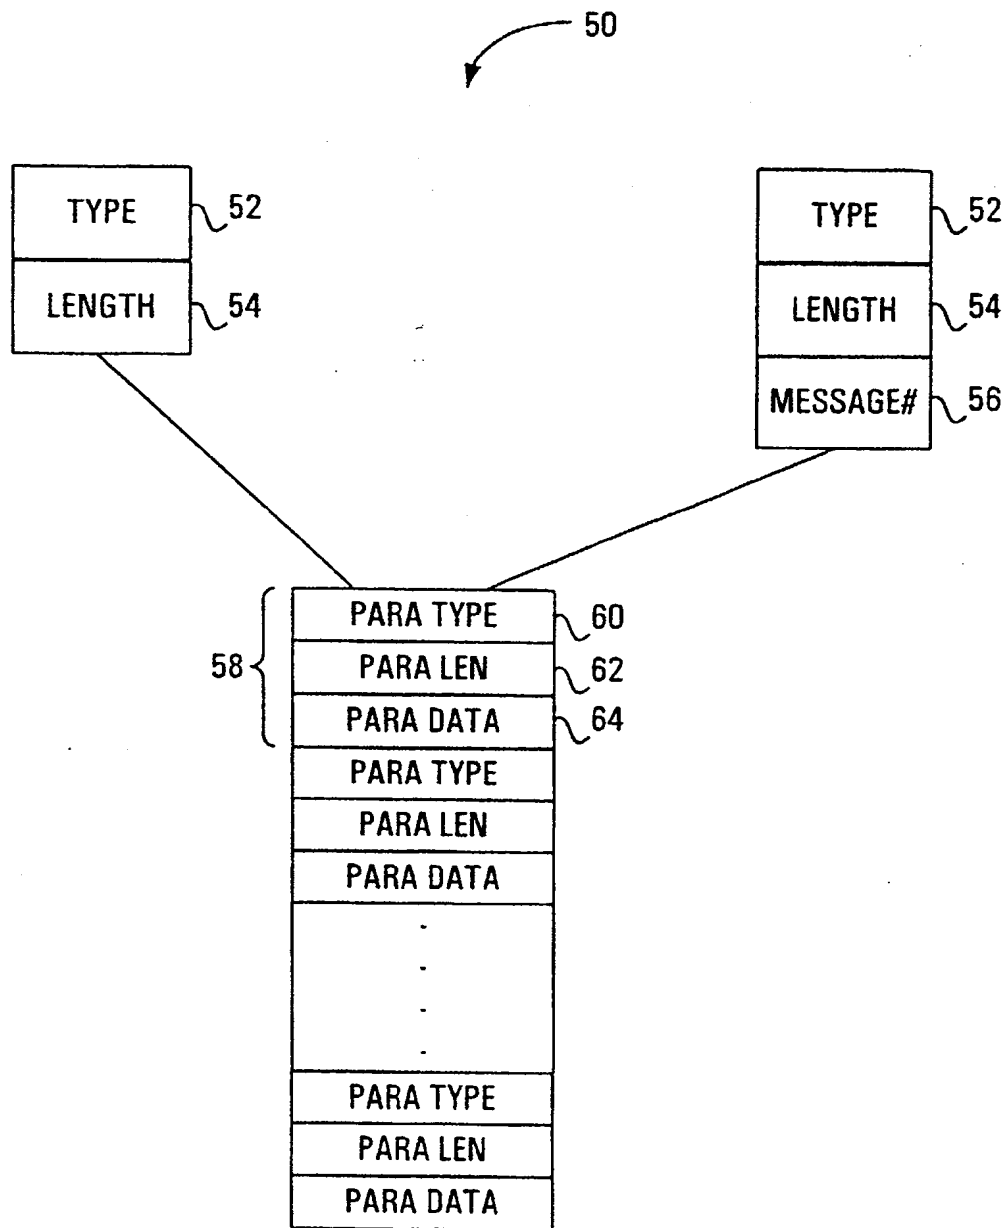 50
TYPE 52
LENGTH 54
TYPE 52
LENGTH 54
MESSAGE# 56
58
PARA TYPE 60
PARA LEN 62
PARA DATA 64
PARA TYPE
PARA LEN
PARA DATA
PARA TYPE
PARA LEN
PARA DATA